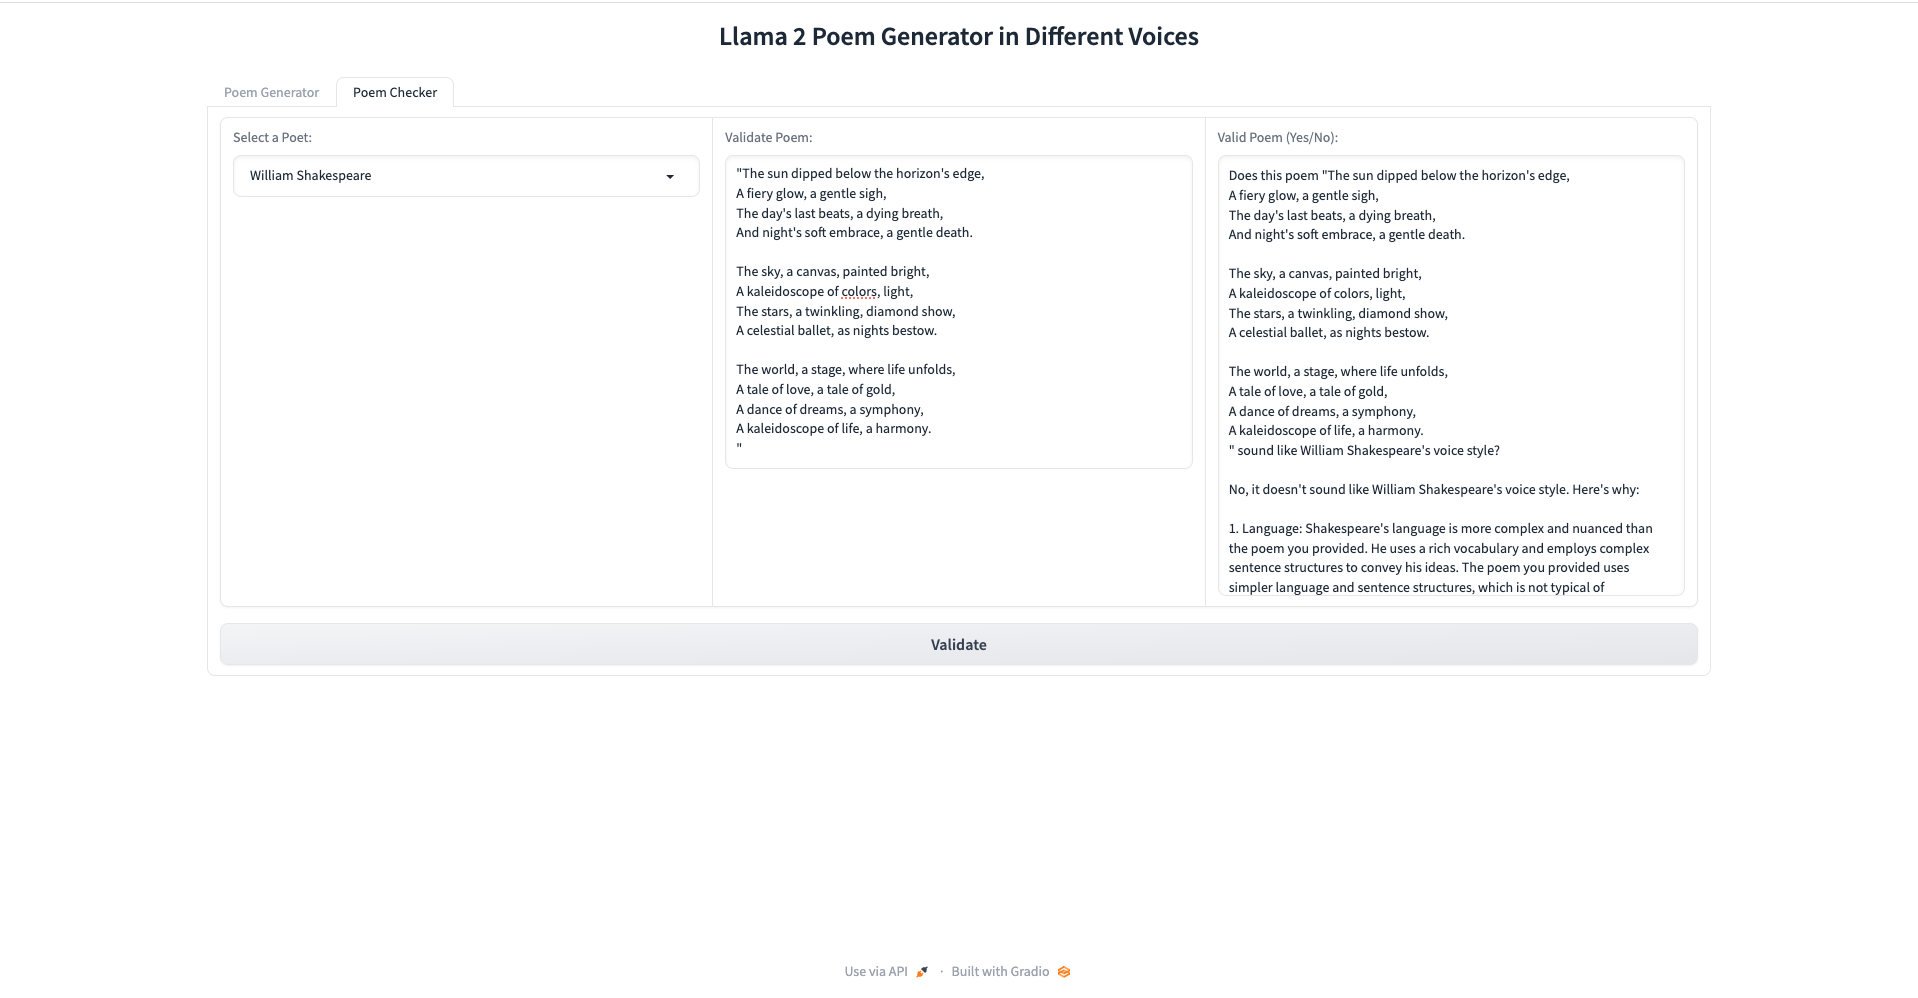 Llama 2 Poem Generator in Different Voices
Poem Generator
Poem Checker
Select a Poet:
William Shakespeare
Validate Poem:
"The sun dipped below the horizon's edge,
A fiery glow, a gentle sigh,
The day's last beats, a dying breath,
And night's soft embrace, a gentle death.
The sky, a canvas, painted bright,
A kaleidoscope of colors, light,
The stars, a twinkling, diamond show,
A celestial ballet, as nights bestow.
The world, a stage, where life unfolds,
A tale of love, a tale of gold,
A dance of dreams, a symphony,
A kaleidoscope of life, a harmony.
"
Valid Poem (Yes/No):
Does this poem "The sun dipped below the horizon's edge,
A fiery glow, a gentle sigh,
The day's last beats, a dying breath,
And night's soft embrace, a gentle death.
The sky, a canvas, painted bright,
A kaleidoscope of colors, light,
The stars, a twinkling, diamond show,
A celestial ballet, as nights bestow.
The world, a stage, where life unfolds,
A tale of love, a tale of gold,
A dance of dreams, a symphony,
A kaleidoscope of life, a harmony.
" sound like William Shakespeare's voice style?
No, it doesn't sound like William Shakespeare's voice style. Here's why:
1. Language: Shakespeare's language is more complex and nuanced than
the poem you provided. He uses a rich vocabulary and employs complex
sentence structures to convey his ideas. The poem you provided uses
simpler language and sentence structures, which is not typical of
Validate
Use via API · Built with Gradio